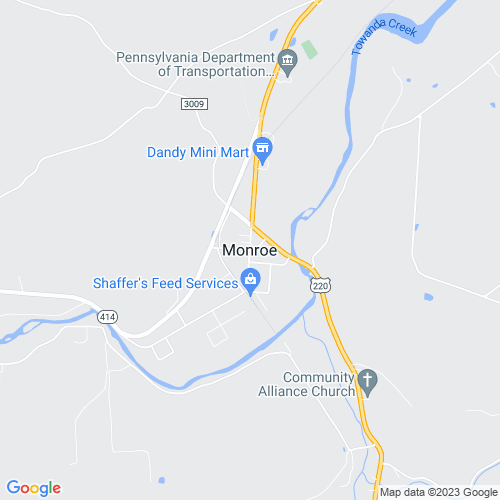 Towanda Creek
Pennsylvania Department
of Transportation...
3009
Dandy Mini Mart
Monroe
Shaffer's Feed Services
220
414
Community
Alliance Church
Google
Map data ©2023 Google